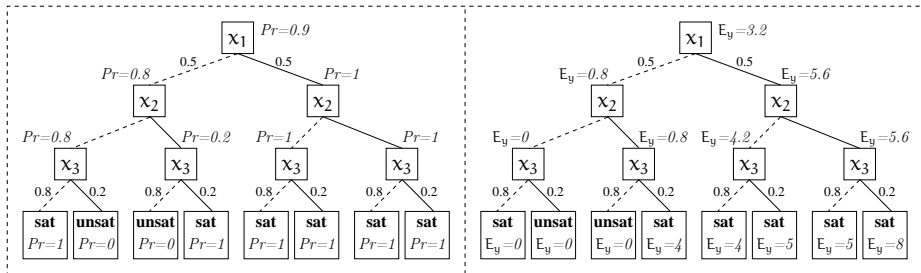 x1 Pr=0.9
0.5 0.5
Pr=0.8 Pr=1
x2 x2
Pr=0.8 Pr=0.2 Pr=1 Pr=1
x3 x3 x3 x3
0.8 0.2 0.8 0.2 0.8 0.2 0.8 0.2
sat unsat unsat sat sat sat sat sat
Pr=1 Pr=0 Pr=0 Pr=1 Pr=1 Pr=1 Pr=1 Pr=1
x1 Ey=3.2
0.5 0.5
Ey=0.8 Ey=5.6
x2 x2
Ey=0 Ey=0.8 Ey=4.2 Ey=5.6
x3 x3 x3 x3
0.8 0.2 0.8 0.2 0.8 0.2 0.8 0.2
sat unsat unsat sat sat sat sat sat
Ey=0 Ey=0 Ey=0 Ey=4 Ey=4 Ey=5 Ey=5 Ey=8